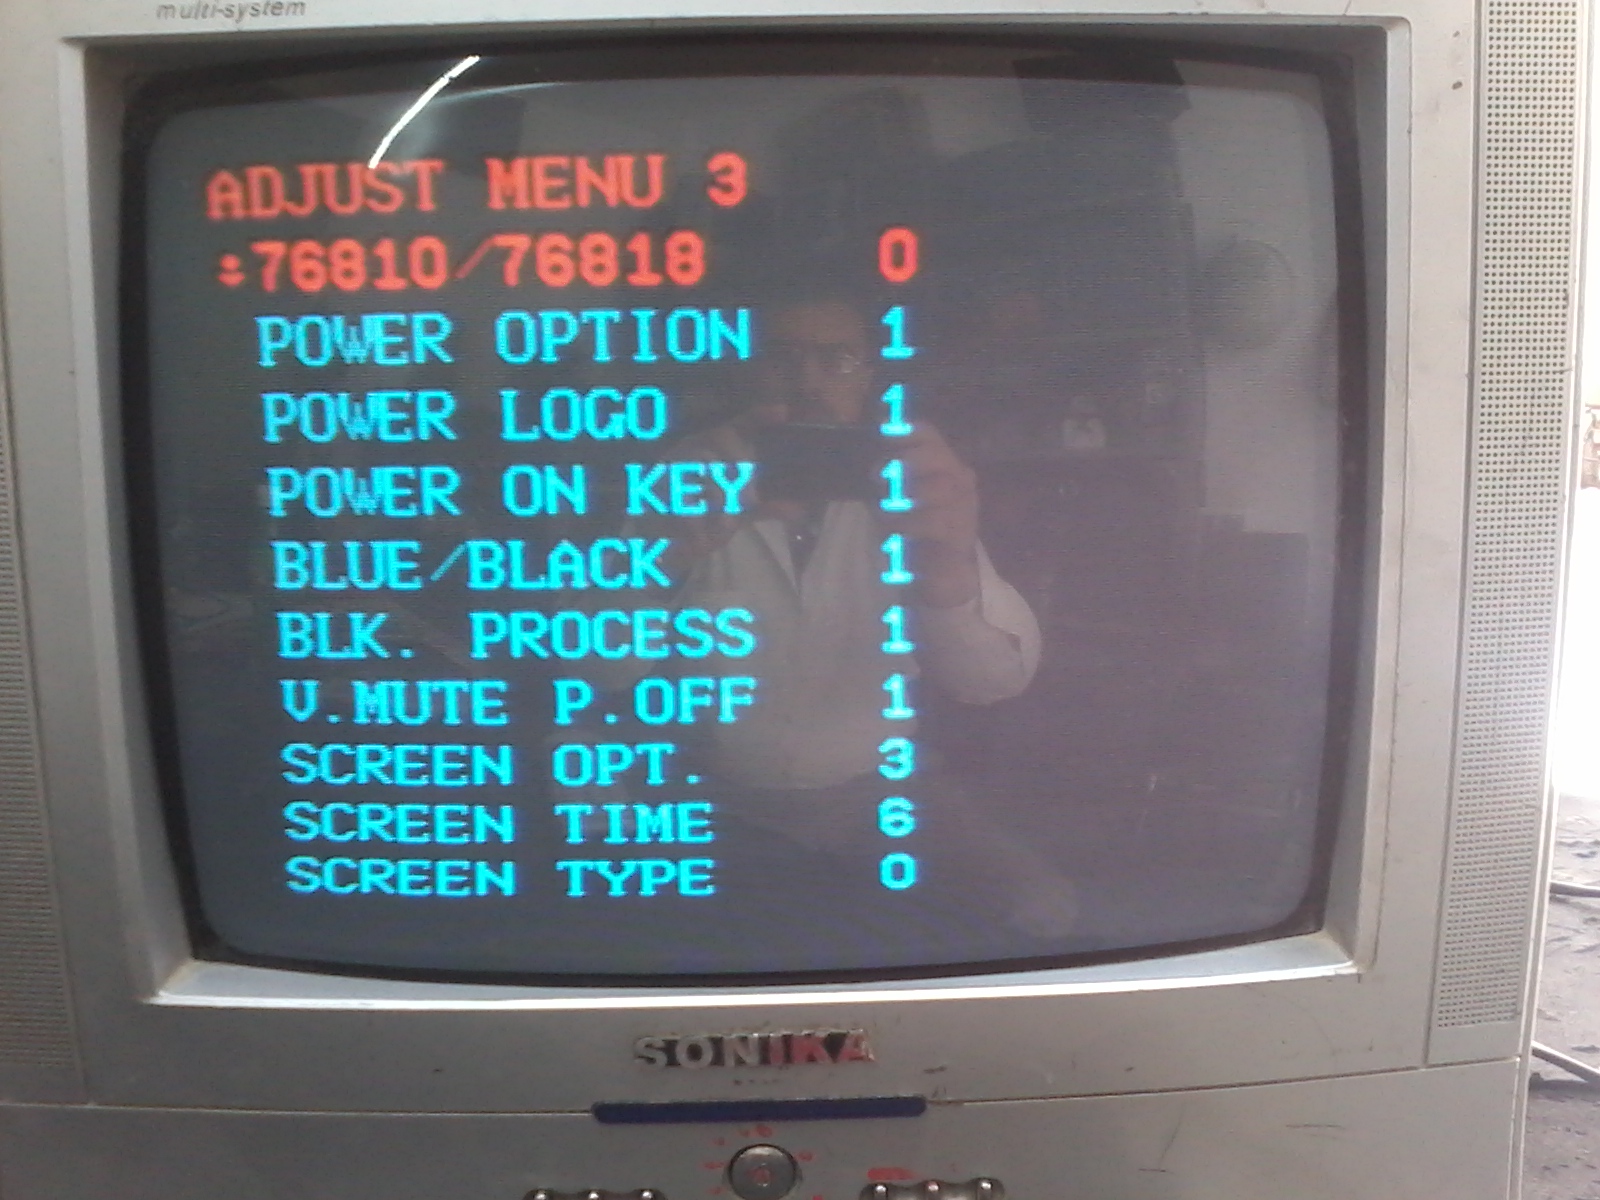 multi-system
ADJUST MENU 3
÷76810/76818 0
POWER OPTION 1
POWER LOGO 1
POWER ON KEY 1
BLUE/BLACK 1
BLK. PROCESS 1
V.MUTE P.OFF 1
SCREEN OPT. 3
SCREEN TIME 6
SCREEN TYPE 0
SONIKA